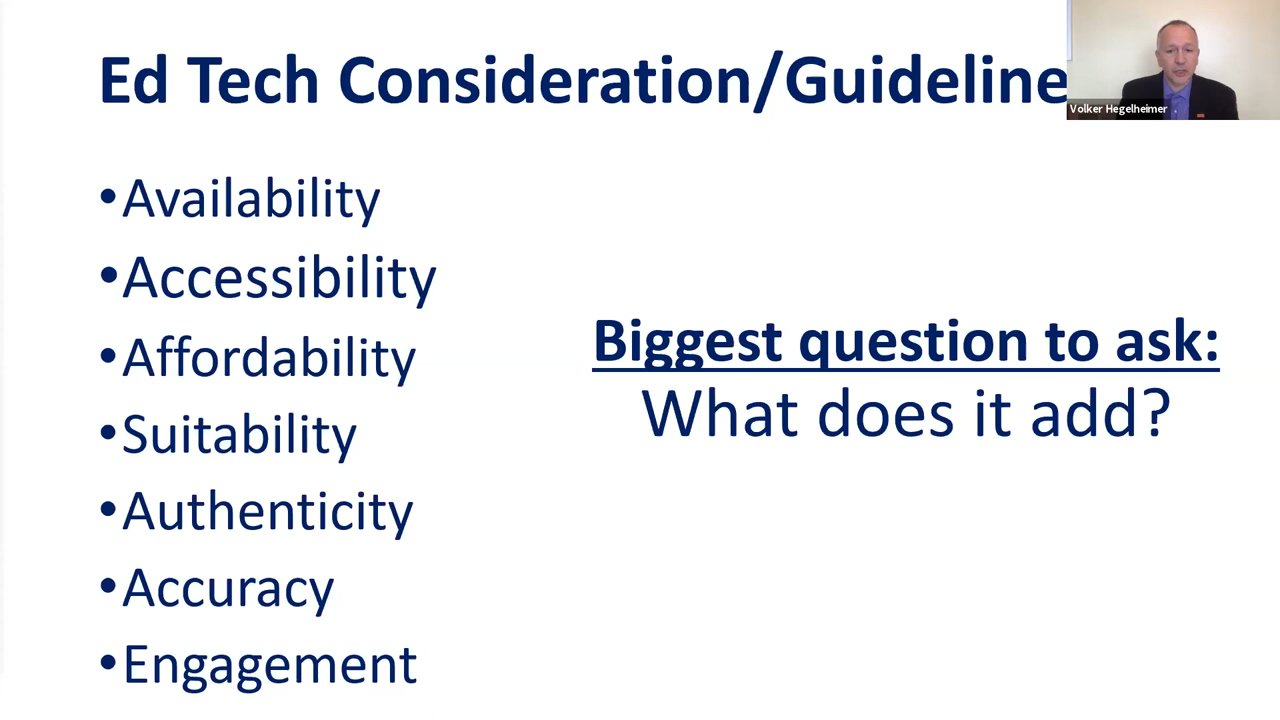 Ed Tech Consideration/Guideline
Volker Hegelheimer
•Availability
•Accessibility
•Affordability
•Suitability
•Authenticity
•Accuracy
•Engagement
Biggest question to ask:
What does it add?